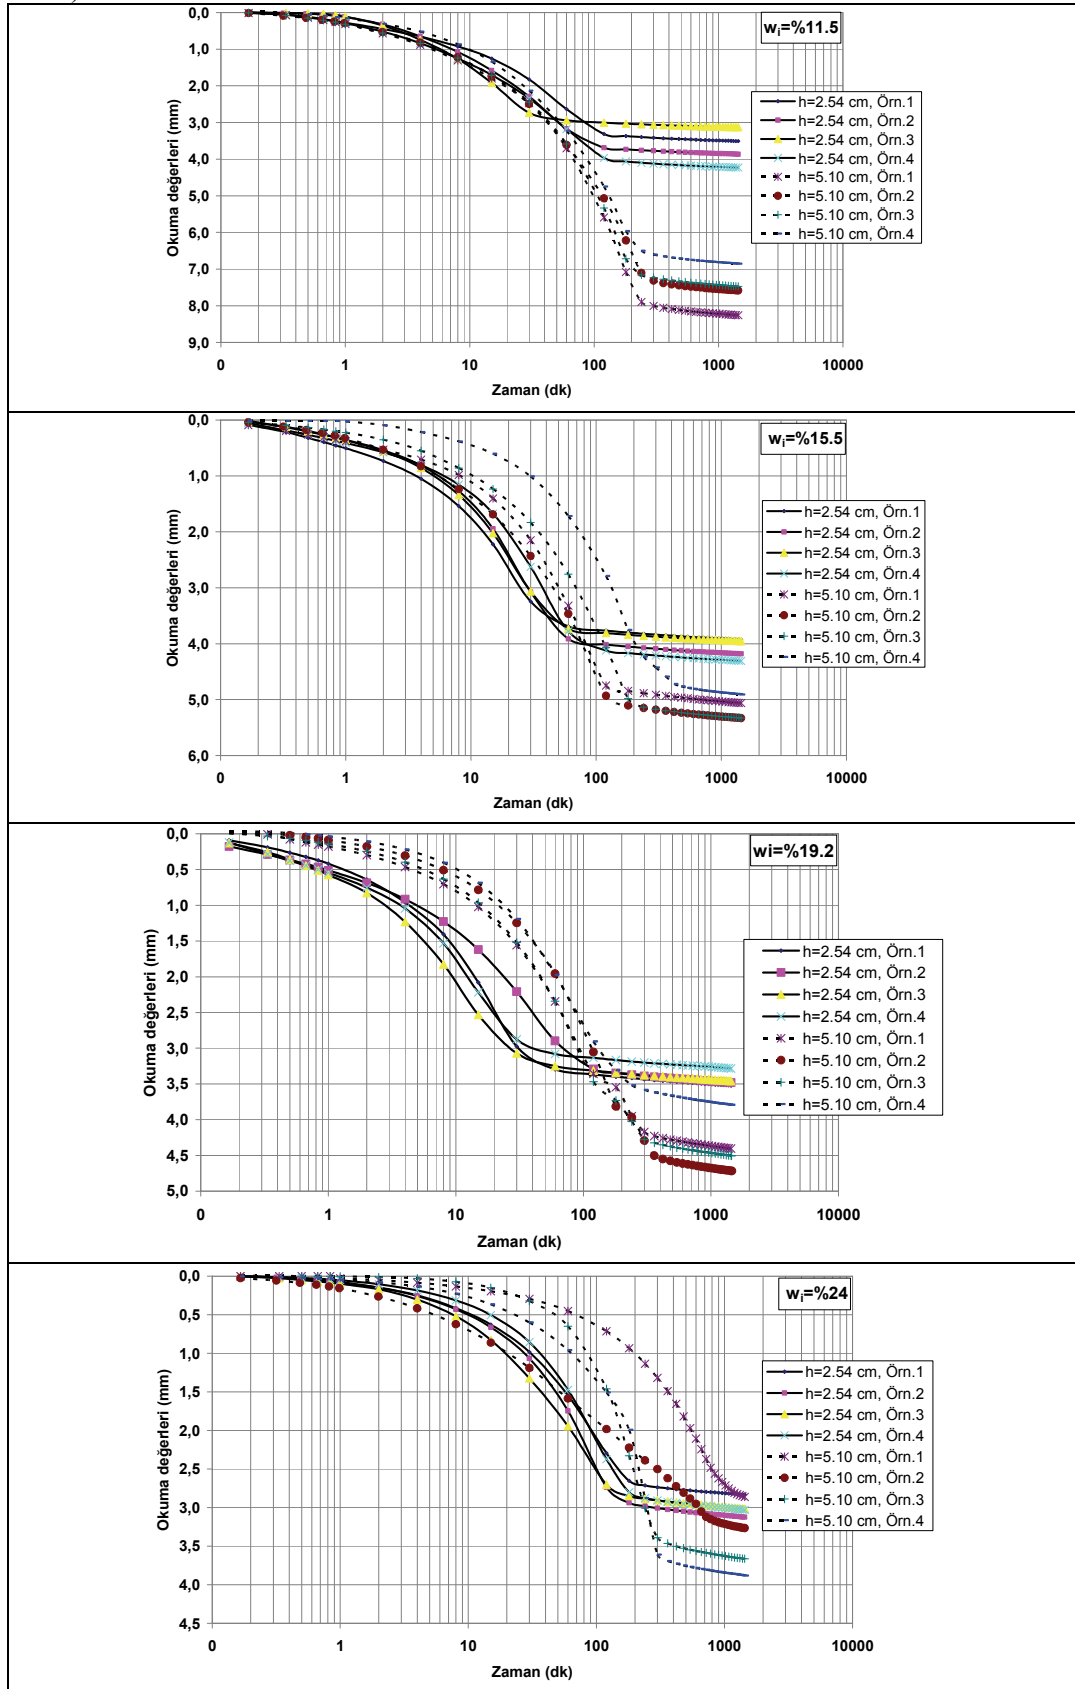 0,0
1,0
2,0
3,0
4,0
5,0
6,0
7,0
8,0
9,0
Okuma değerleri (mm)
wi=%11.5
h=2.54 cm, Örn.1
h=2.54 cm, Örn.2
h=2.54 cm, Örn.3
h=2.54 cm, Örn.4
h=5.10 cm, Örn.1
h=5.10 cm, Örn.2
h=5.10 cm, Örn.3
h=5.10 cm, Örn.4
0 1 10 100 1000 10000
Zaman (dk)
0,0
1,0
2,0
3,0
4,0
5,0
6,0
Okuma değerleri (mm)
wi=%15.5
h=2.54 cm, Örn.1
h=2.54 cm, Örn.2
h=2.54 cm, Örn.3
h=2.54 cm, Örn.4
h=5.10 cm, Örn.1
h=5.10 cm, Örn.2
h=5.10 cm, Örn.3
h=5.10 cm, Örn.4
0 1 10 100 1000 10000
Zaman (dk)
0,0
0,5
1,0
1,5
2,0
2,5
3,0
3,5
4,0
4,5
5,0
Okuma değerleri (mm)
wi=%19.2
h=2.54 cm, Örn.1
h=2.54 cm, Örn.2
h=2.54 cm, Örn.3
h=2.54 cm, Örn.4
h=5.10 cm, Örn.1
h=5.10 cm, Örn.2
h=5.10 cm, Örn.3
h=5.10 cm, Örn.4
0 1 10 100 1000 10000
Zaman (dk)
0,0
0,5
1,0
1,5
2,0
2,5
3,0
3,5
4,0
4,5
Okuma değerleri (mm)
wi=%24
h=2.54 cm, Örn.1
h=2.54 cm, Örn.2
h=2.54 cm, Örn.3
h=2.54 cm, Örn.4
h=5.10 cm, Örn.1
h=5.10 cm, Örn.2
h=5.10 cm, Örn.3
h=5.10 cm, Örn.4
0 1 10 100 1000 10000
Zaman (dk)